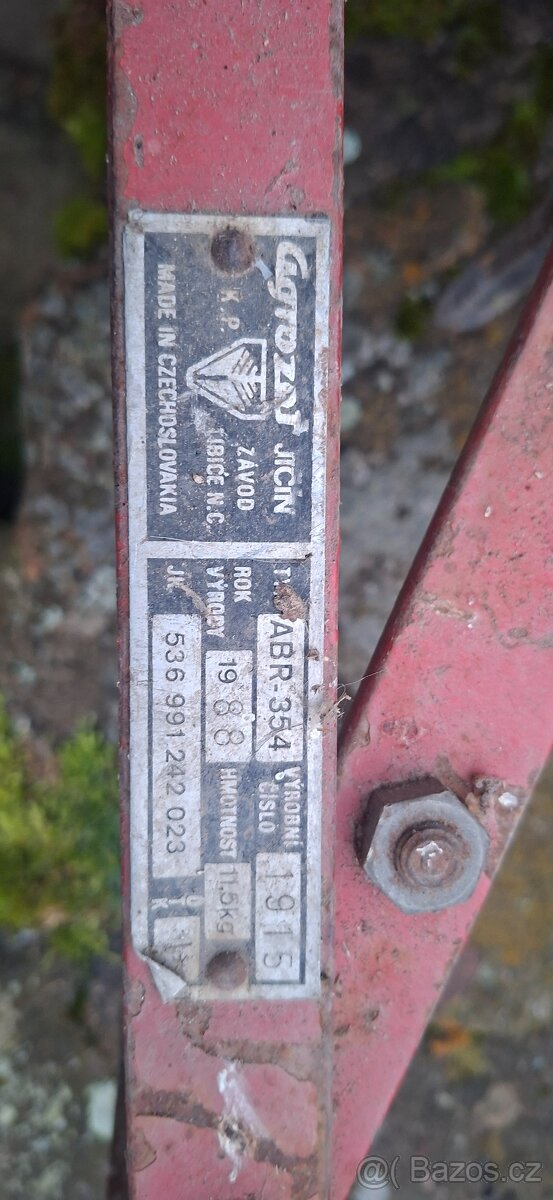 Agrozet JIČÍN
K.P. ZÁVOD
LIBICE N.C.
MADE IN CZECHOSLOVAKIA
ABR-354 VÝROBNÍ ČÍSLO 1915
ROK VÝROBY 1988 HMOTNOST 11,5kg
JK 536 991 242 023
@( Bazos.cz